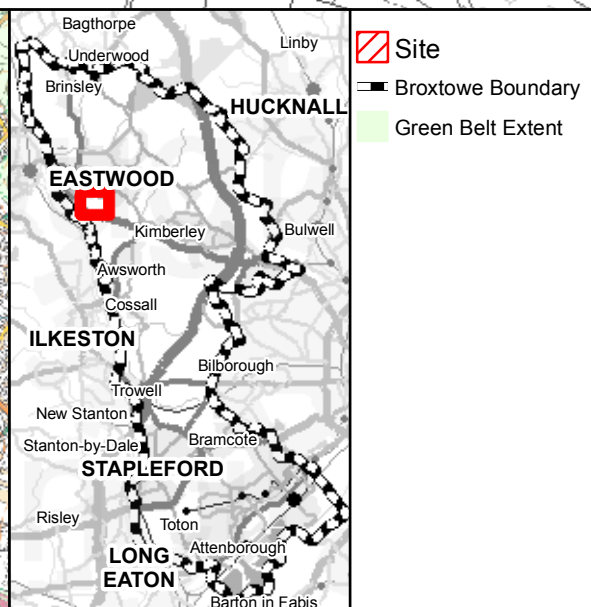 Bagthorpe
Linby
Underwood
Brinsley
HUCKNALL
EASTWOOD
Kimberley
Bulwell
Awsworth
Cossall
ILKESTON
Bilborough
Trowell
New Stanton
Bramcote
Stanton-by-Dale
STAPLEFORD
Risley
Toton
Attenborough
LONG
EATON
Barton in Fabis
Site
Broxtowe Boundary
Green Belt Extent